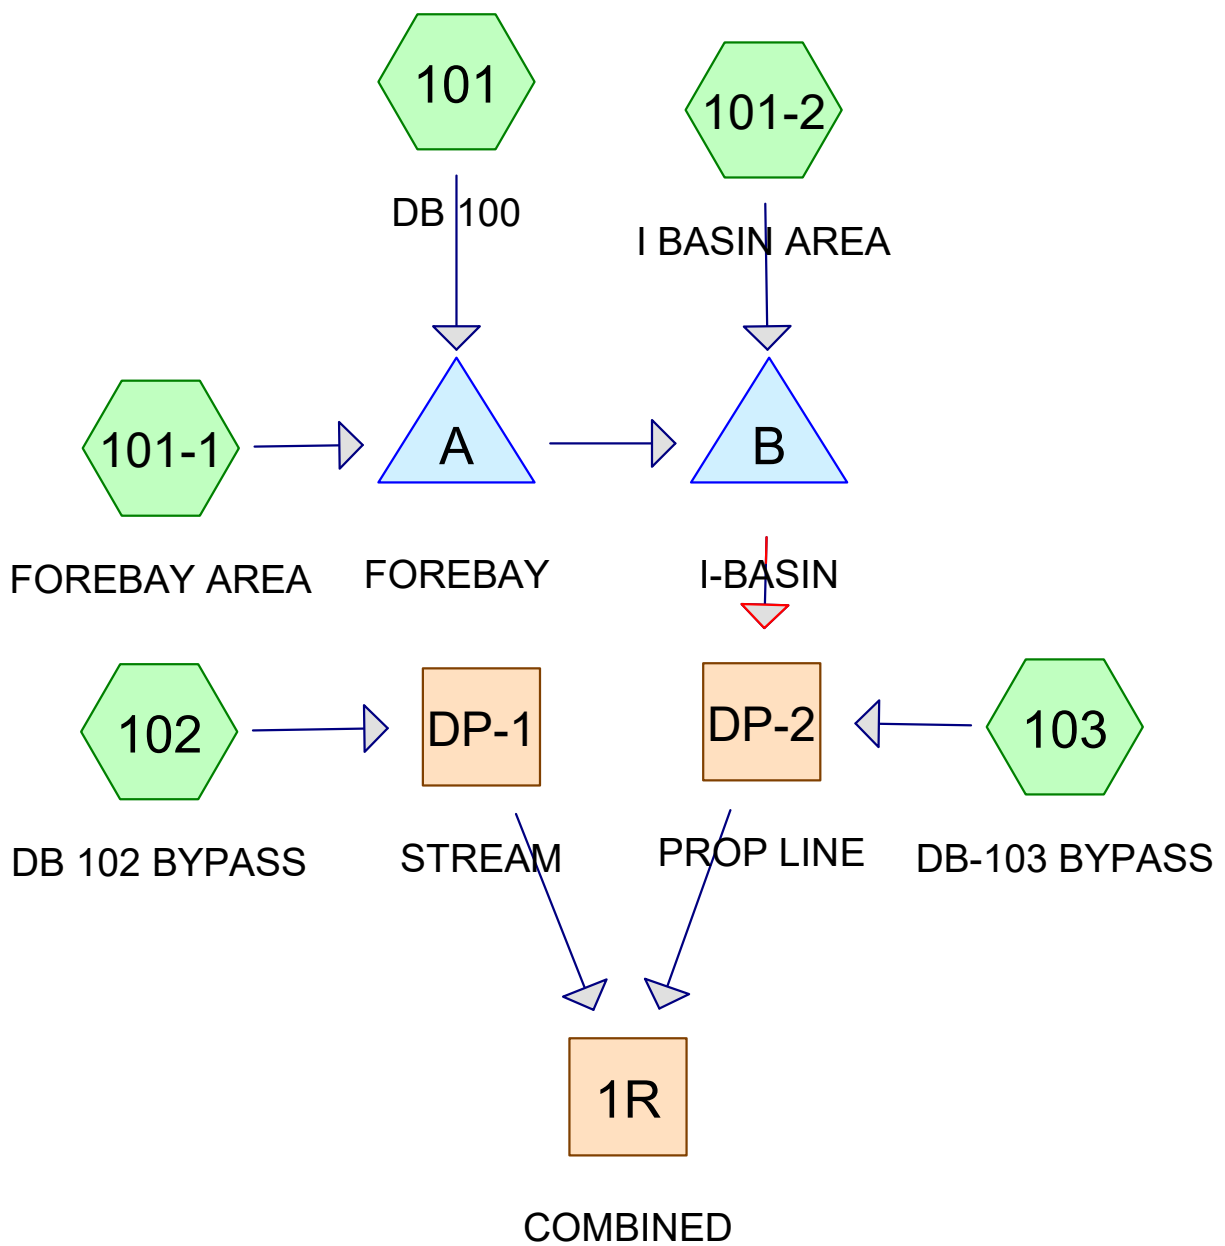 101
101-2
DB 100
I BASIN AREA
101-1
A
B
FOREBAY AREA
FOREBAY
I-BASIN
102
DP-1
DP-2
103
DB 102 BYPASS
STREAM
PROP LINE
DB-103 BYPASS
1R
COMBINED